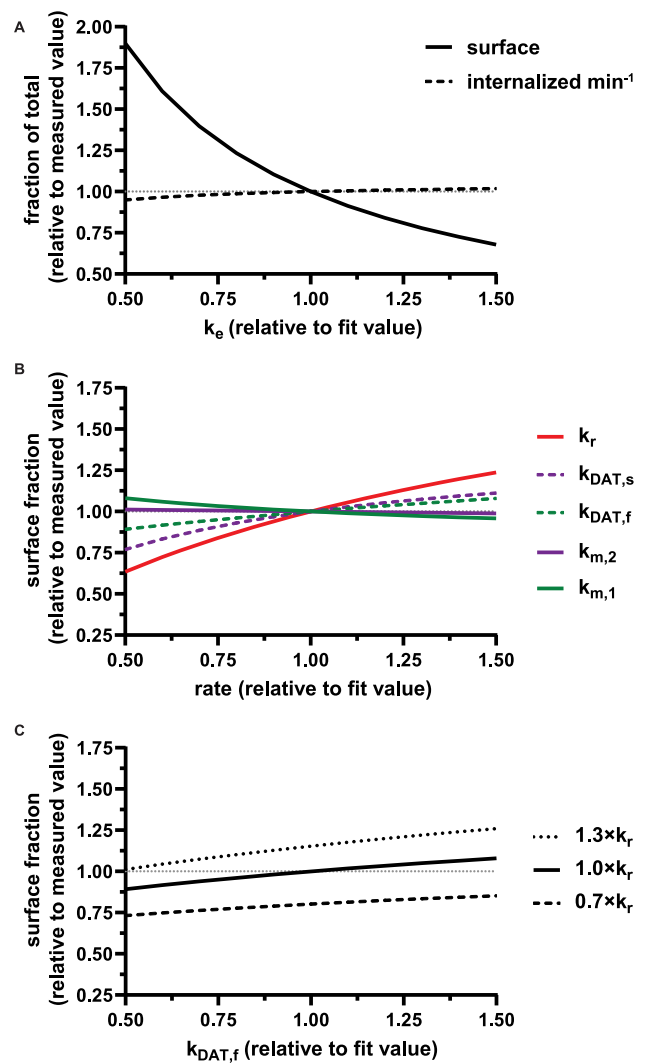 A
fraction of total
(relative to measured value)
2.00
1.75
1.50
1.25
1.00
0.75
0.50
surface
internalized min⁻¹
0.50 0.75 1.00 1.25 1.50
kₑ (relative to fit value)
B
surface fraction
(relative to measured value)
1.75
1.50
1.25
1.00
0.75
0.50
0.25
k_r
k_DAT,s
k_DAT,f
k_m,2
k_m,1
0.50 0.75 1.00 1.25 1.50
rate (relative to fit value)
C
surface fraction
(relative to measured value)
1.75
1.50
1.25
1.00
0.75
0.50
0.25
1.3×k_r
1.0×k_r
0.7×k_r
0.50 0.75 1.00 1.25 1.50
k_DAT,f (relative to fit value)